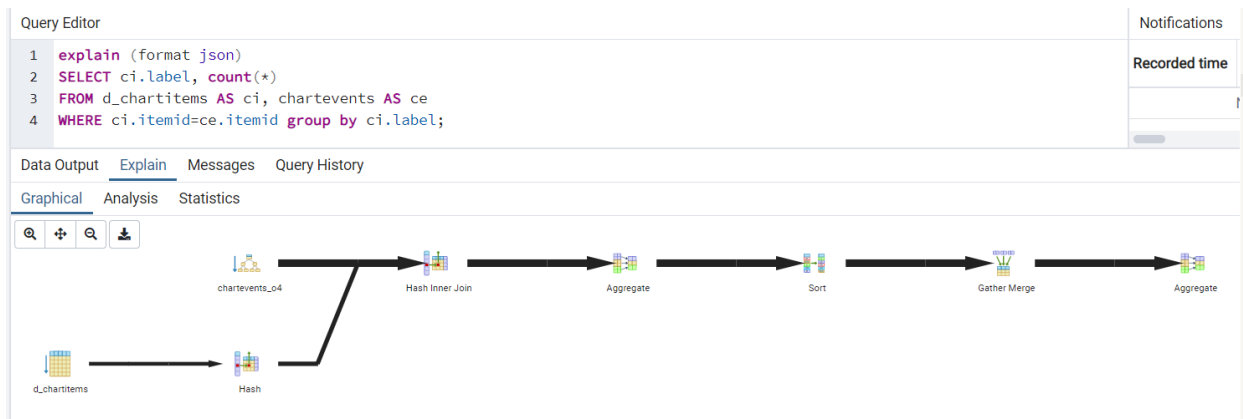 Query Editor
Notifications
1 explain (format json)
2 SELECT ci.label, count(*)
3 FROM d_chartitems AS ci, chartevents AS ce
4 WHERE ci.itemid=ce.itemid group by ci.label;
Recorded time
Data Output Explain Messages Query History
Graphical Analysis Statistics
chartevents_o4 Hash Inner Join Aggregate Sort Gather Merge Aggregate
d_chartitems Hash